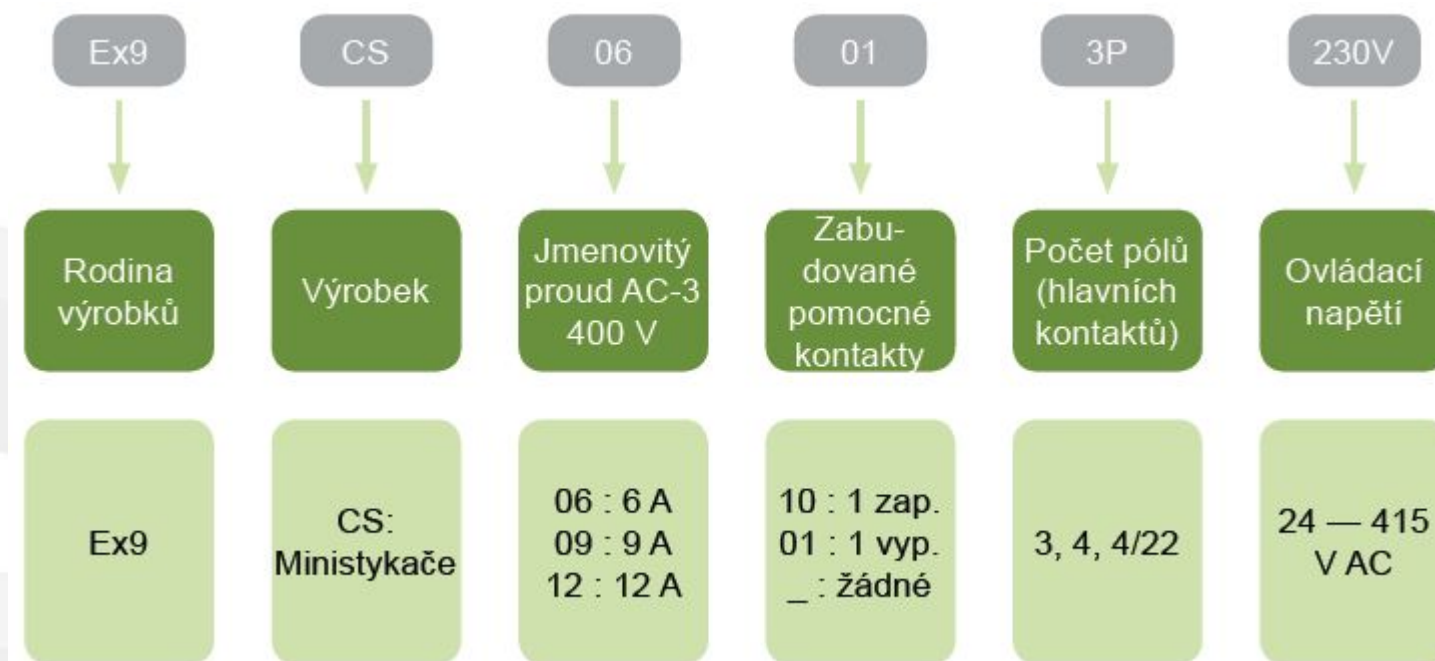 Ex9
CS
06
01
3P
230V
Rodina
výrobků
Výrobek
Jmenovitý
proud AC-3
400 V
Zabu-
dované
pomocné
kontakty
Počet pólů
(hlavních
kontaktů)
Ovládací
napětí
Ex9
CS:
Ministykače
06 : 6 A
09 : 9 A
12 : 12 A
10 : 1 zap.
01 : 1 vyp.
_ : žádné
3, 4, 4/22
24 — 415
V AC